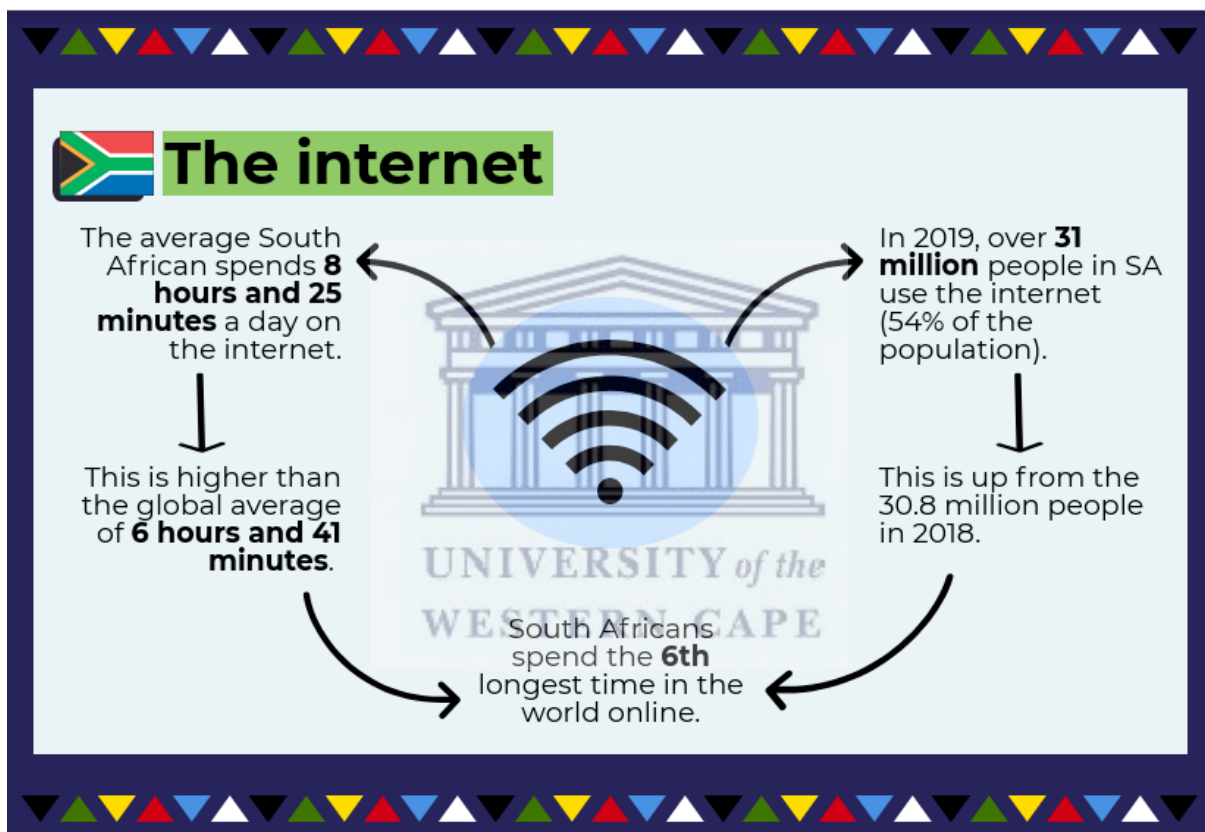 The internet
The average South
African spends 8
hours and 25
minutes a day on
the internet.
This is higher than
the global average
of 6 hours and 41
minutes.
In 2019, over 31
million people in SA
use the internet
(54% of the
population).
This is up from the
30.8 million people
in 2018.
UNIVERSITY of the
WESTERN CAPE
South Africans
spend the 6th
longest time in the
world online.